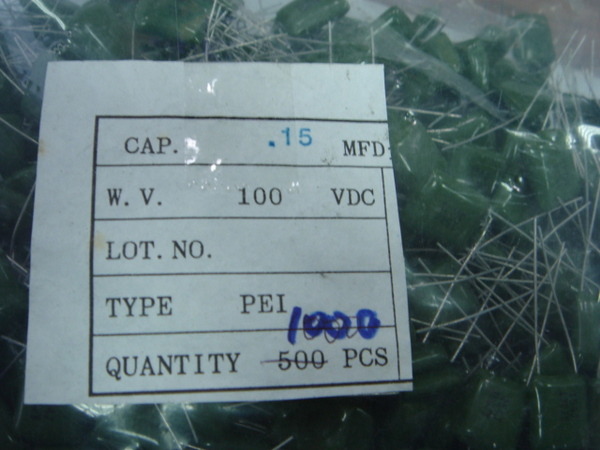 CAP. .15 MFD
W.V. 100 VDC
LOT.NO.
TYPE PEI
1000
QUANTITY 500 PCS